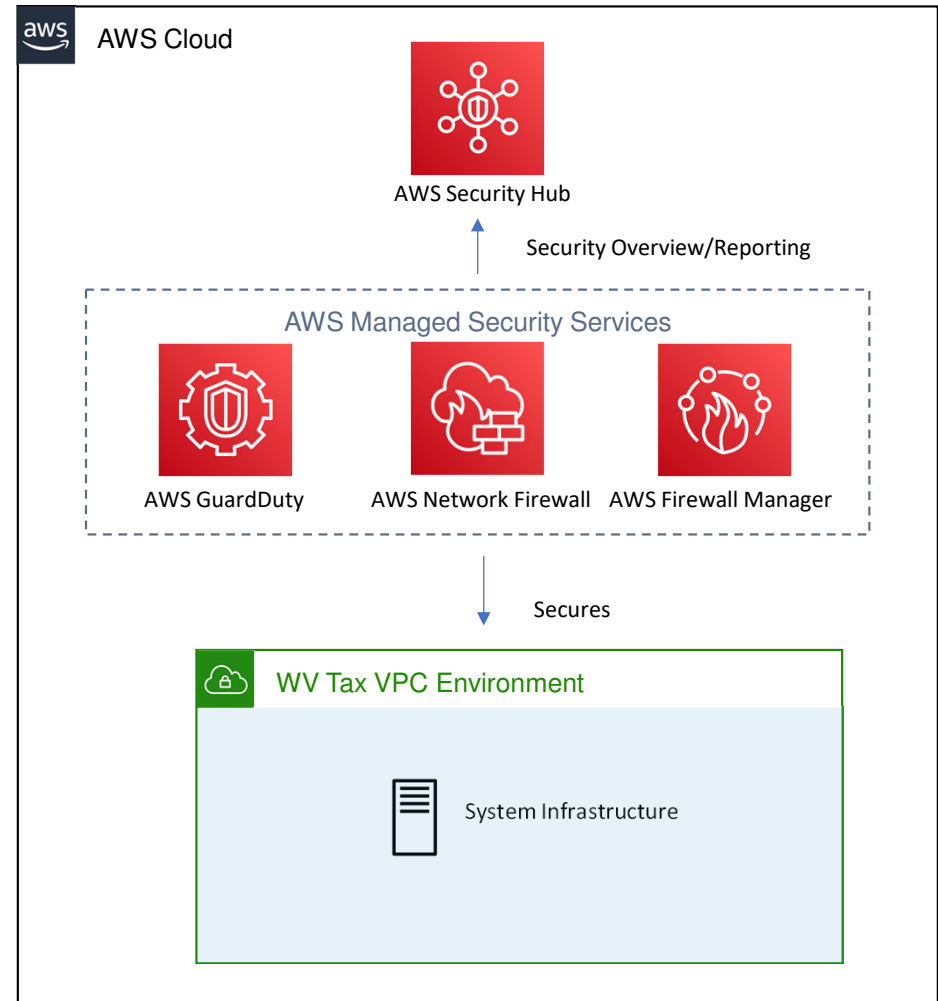 aws
AWS Cloud
AWS Security Hub
Security Overview/Reporting
AWS Managed Security Services
AWS GuardDuty
AWS Network Firewall
AWS Firewall Manager
Secures
WV Tax VPC Environment
System Infrastructure